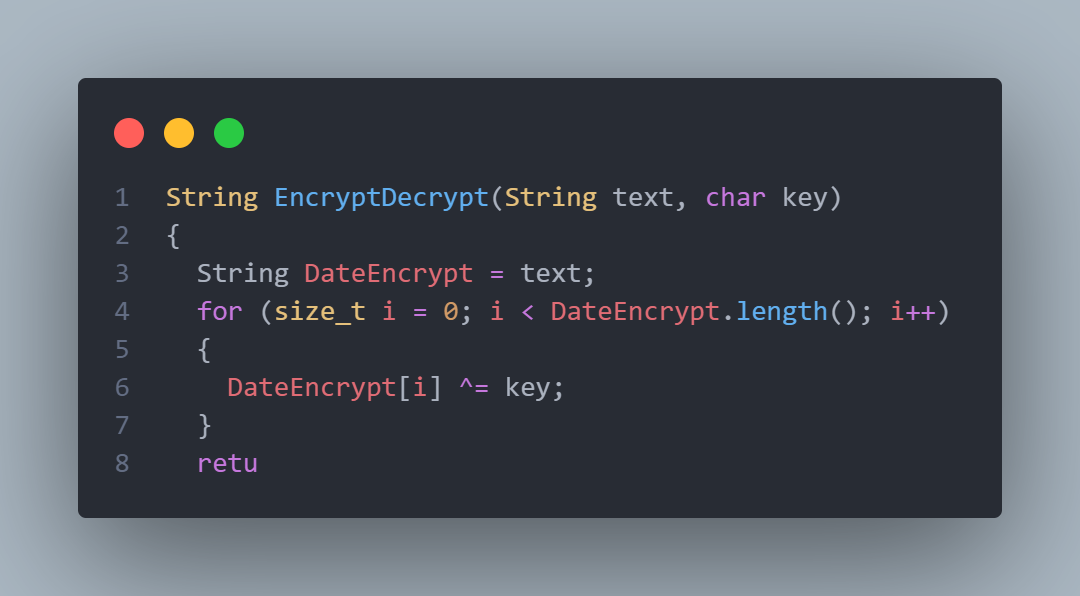 1 String EncryptDecrypt(String text, char key)
2 {
3   String DateEncrypt = text;
4   for (size_t i = 0; i < DateEncrypt.length(); i++)
5   {
6     DateEncrypt[i] ^= key;
7   }
8   retu